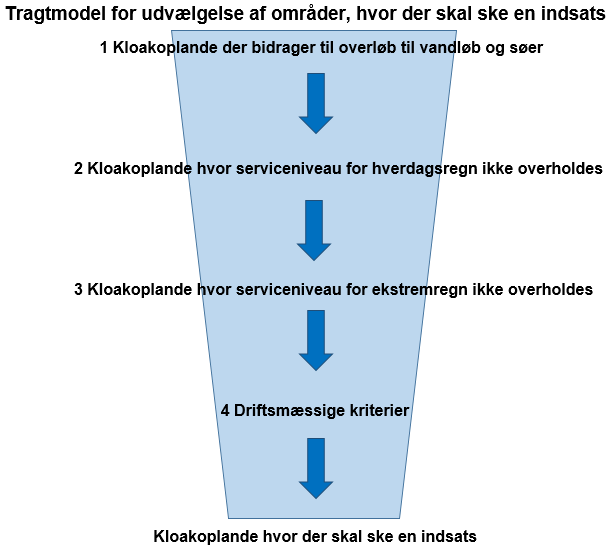 Tragtmodel for udvælgelse af områder, hvor der skal ske en indsats
1 Kloakoplande der bidrager til overløb til vandløb og søer
2 Kloakoplande hvor serviceniveau for hverdagsregn ikke overholdes
3 Kloakoplande hvor serviceniveau for ekstremregn ikke overholdes
4 Driftsmæssige kriterier
Kloakoplande hvor der skal ske en indsats